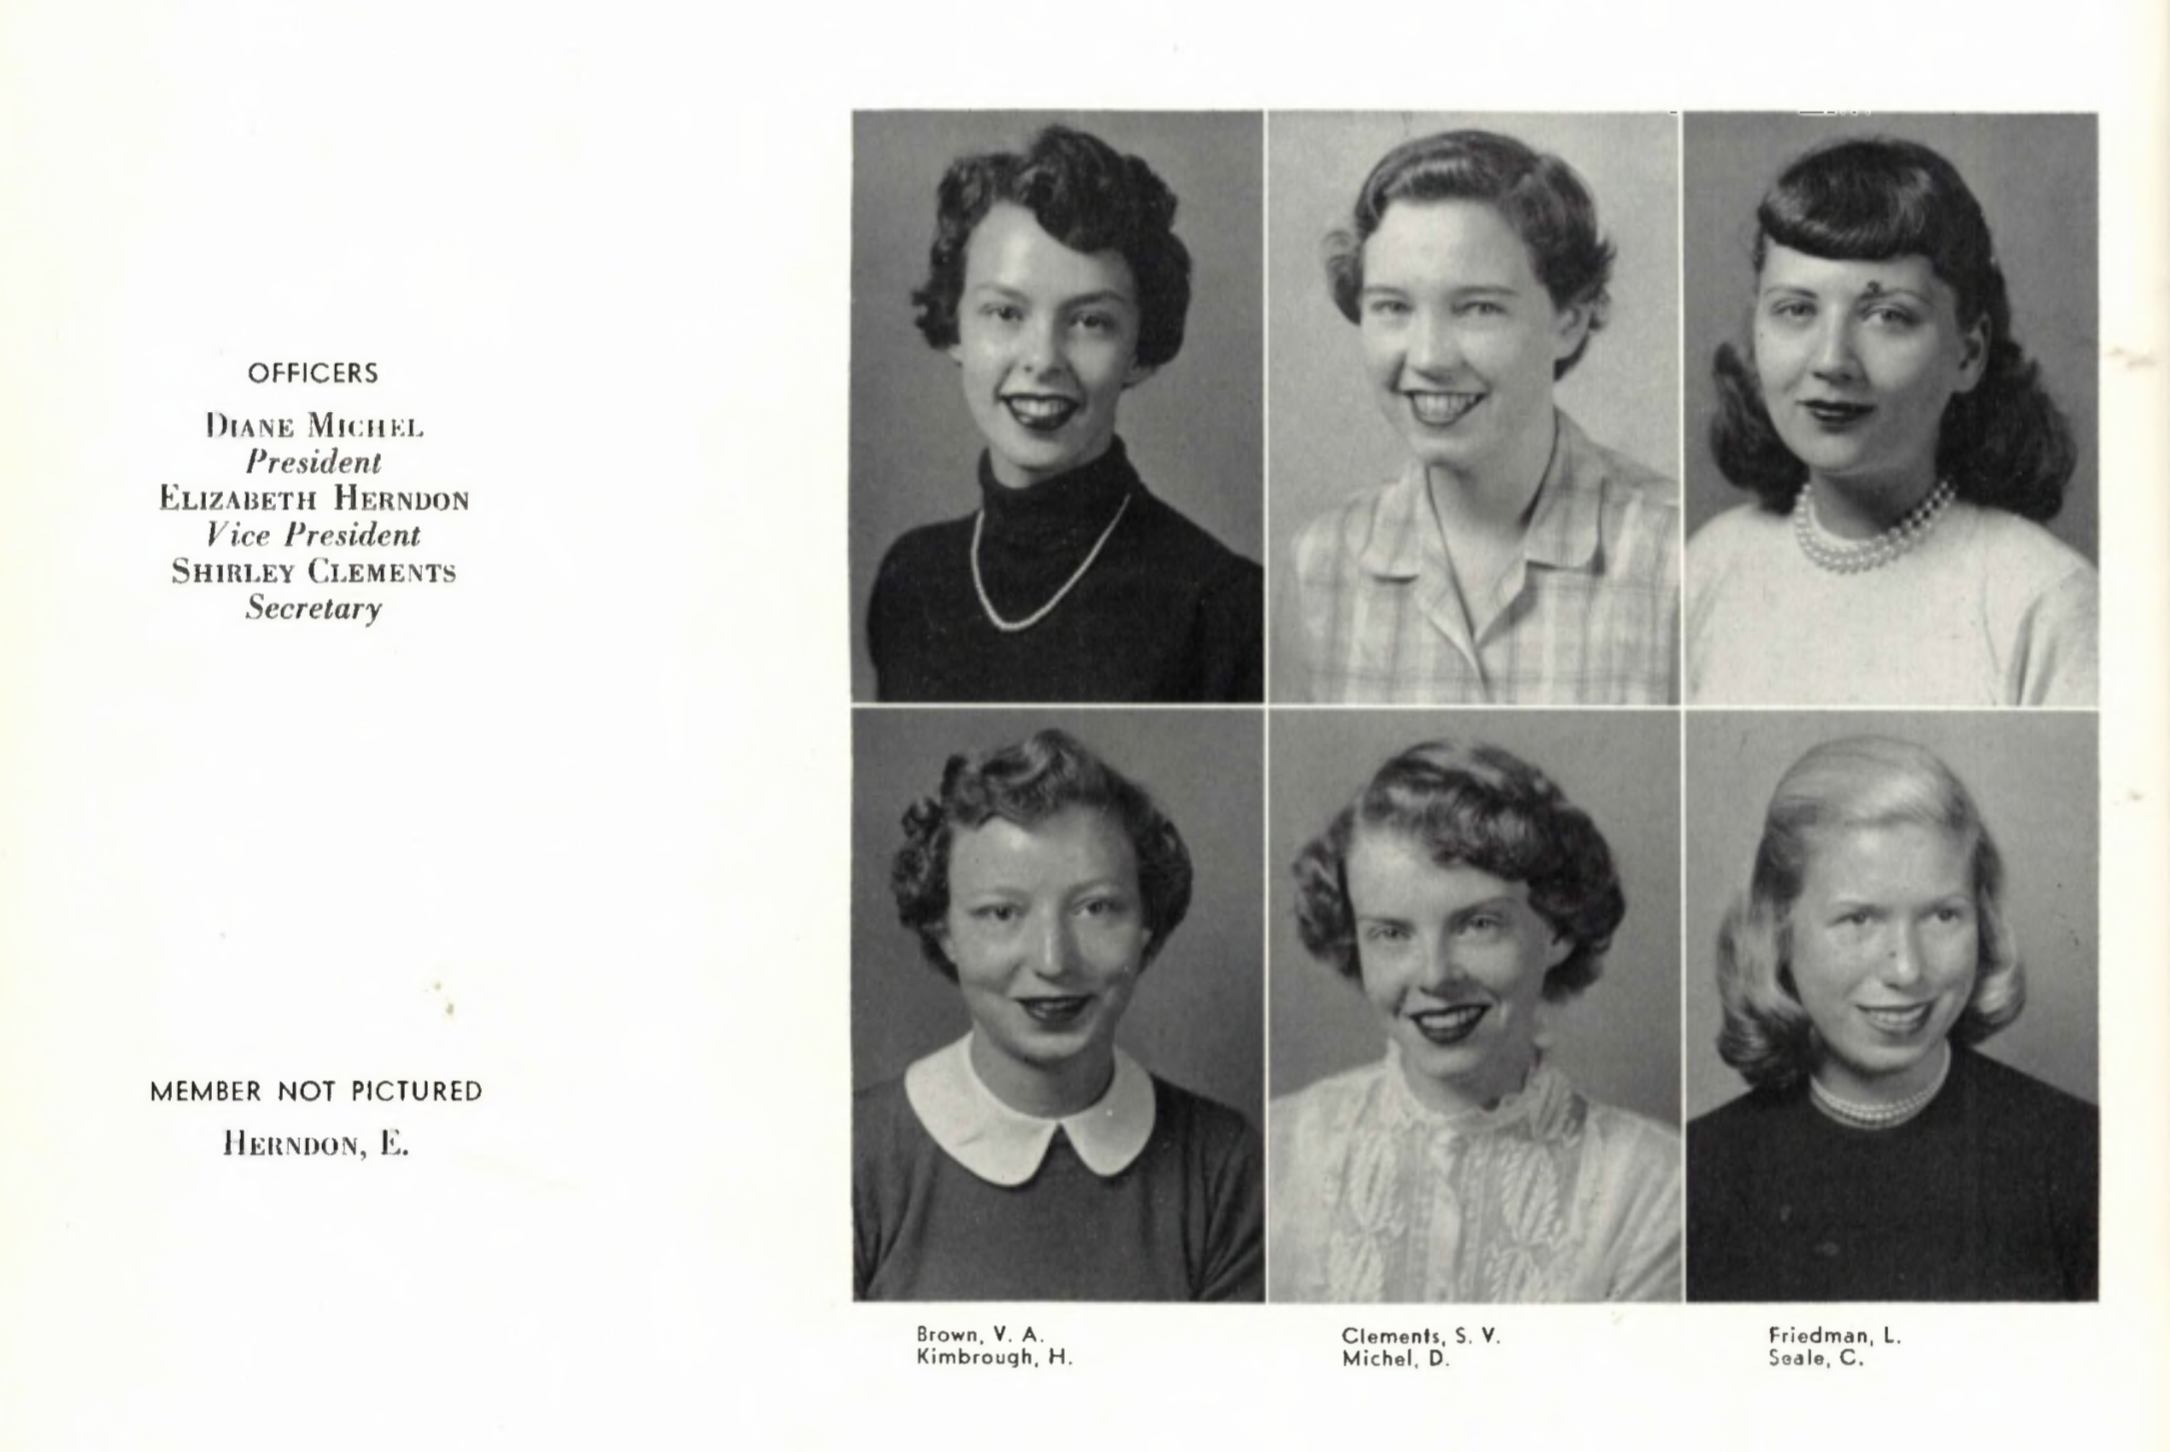 OFFICERS
DIANE MICHEL
President
ELIZABETH HERNDON
Vice President
SHIRLEY CLEMENTS
Secretary
MEMBER NOT PICTURED
HERNDON, E.
Brown, V. A.
Kimbrough, H.
Clements, S. V.
Michel, D.
Friedman, L.
Seale, C.